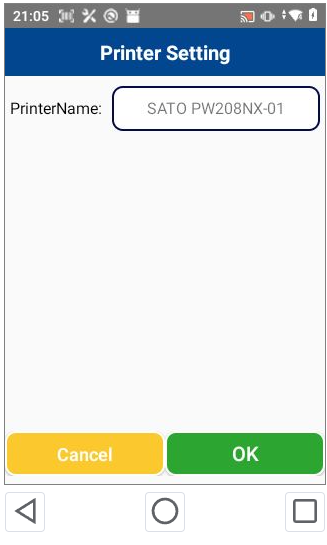 21:05
Printer Setting
PrinterName: SATO PW208NX-01
Cancel OK